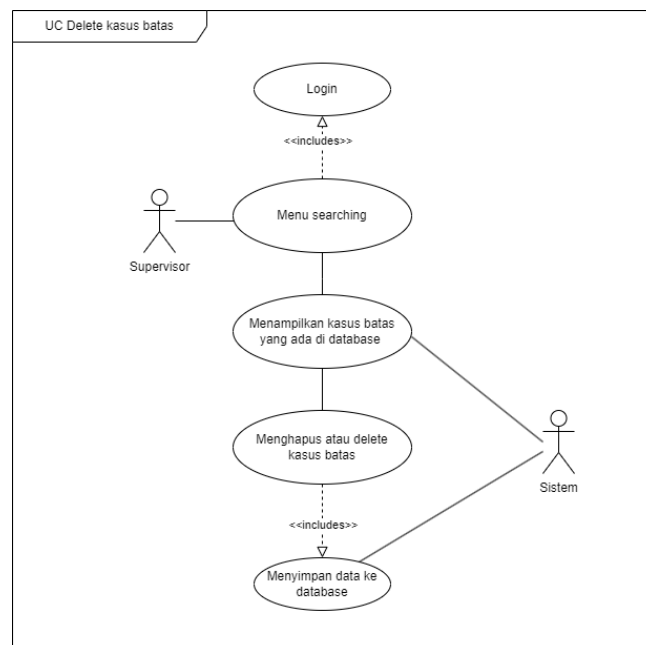 UC Delete kasus batas
Login
<<includes>>
Menu searching
Supervisor
Menampilkan kasus batas
yang ada di database
Menghapus atau delete
kasus batas
Sistem
<<includes>>
Menyimpan data ke
database